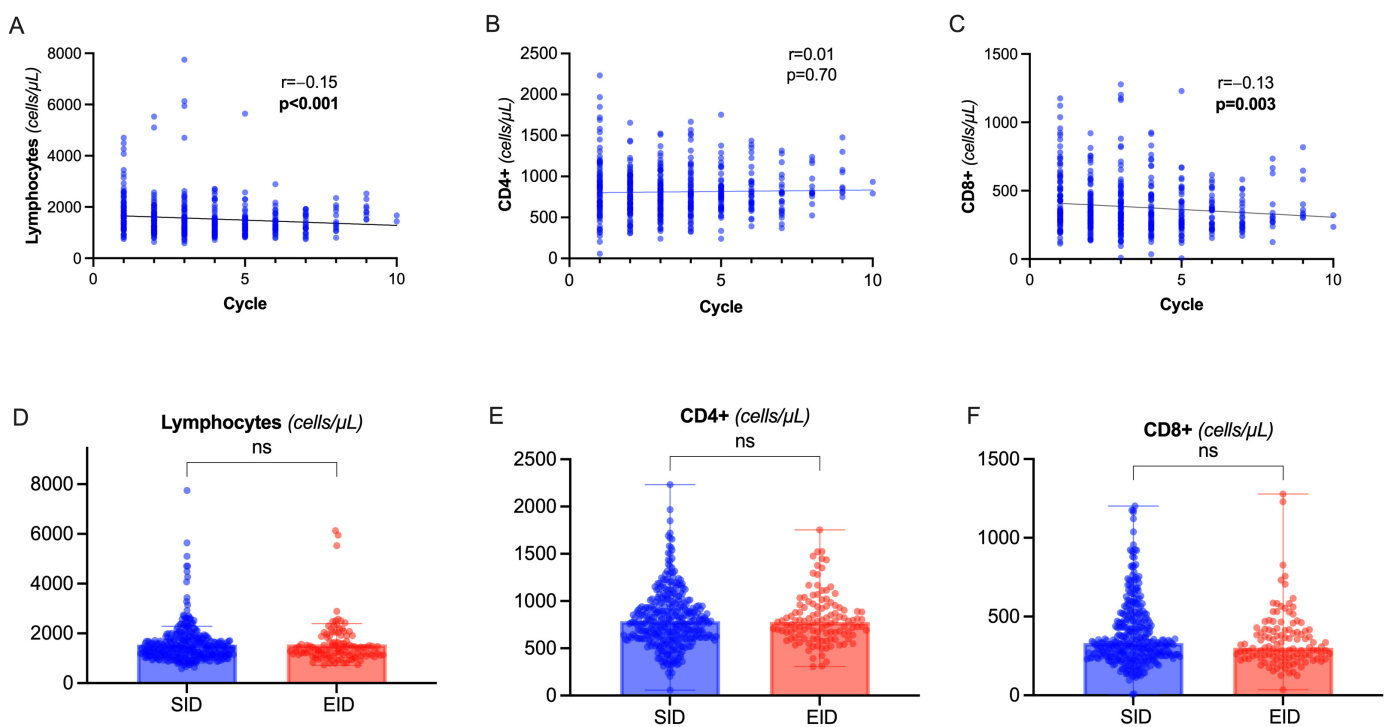 A
Lymphocytes (cells/μL)
8000
6000
4000
2000
0
r=−0.15
p<0.001
0
5
10
Cycle
B
CD4+ (cells/μL)
2500
2000
1500
1000
500
0
r=0.01
p=0.70
0
5
10
Cycle
C
CD8+ (cells/μL)
1500
1000
500
0
r=−0.13
p=0.003
0
5
10
Cycle
D
Lymphocytes (cells/μL)
ns
8000
6000
4000
2000
0
SID
EID
E
CD4+ (cells/μL)
ns
2500
2000
1500
1000
500
0
SID
EID
F
CD8+ (cells/μL)
ns
1500
1000
500
0
SID
EID